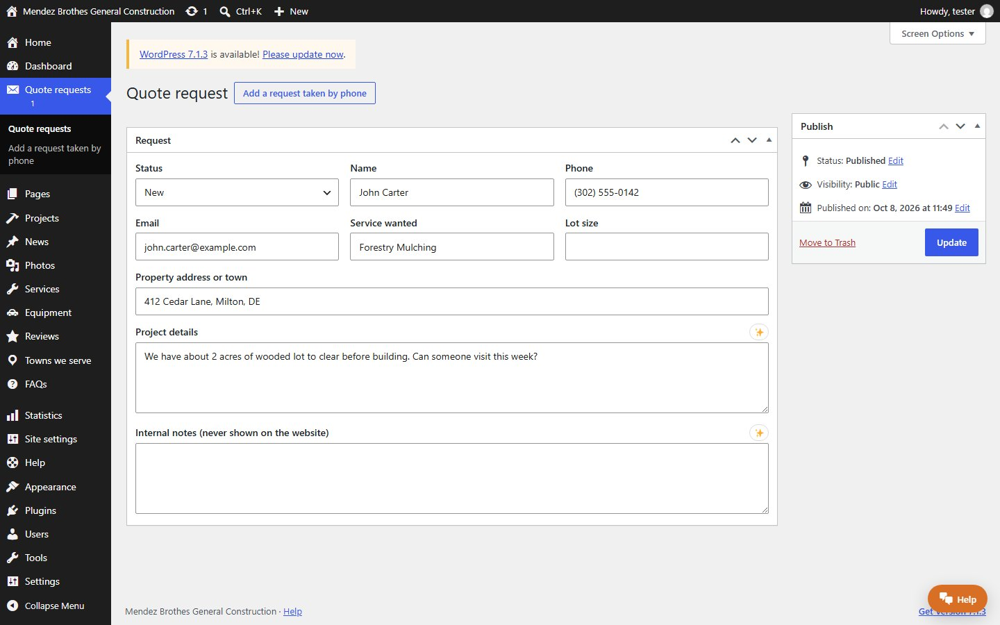 Mendez Brothes General Construction
1
Ctrl+K
New
Howdy, tester
Screen Options
Home
Dashboard
Quote requests
1
Quote requests
Add a request taken by
phone
Pages
Projects
News
Photos
Services
Equipment
Reviews
Towns we serve
FAQs
Statistics
Site settings
Help
Appearance
Plugins
Users
Tools
Settings
Collapse Menu
WordPress 7.1.3 is available! Please update now.
Quote request
Add a request taken by phone
Request
Status
Name
Phone
New
John Carter
(302) 555-0142
Email
Service wanted
Lot size
john.carter@example.com
Forestry Mulching
Property address or town
412 Cedar Lane, Milton, DE
Project details
We have about 2 acres of wooded lot to clear before building. Can someone visit this week?
Internal notes (never shown on the website)
Publish
Status: Published Edit
Visibility: Public Edit
Published on: Oct 8, 2026 at 11:49 Edit
Move to Trash
Update
Mendez Brothes General Construction · Help
Help
Get Version 7.1.3